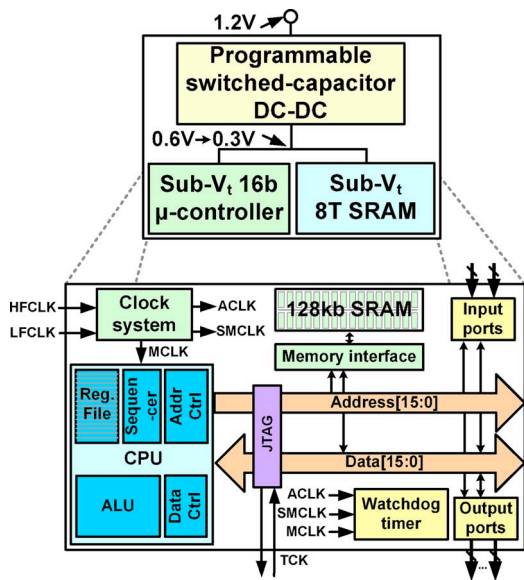 1.2V
Programmable
switched-capacitor
DC-DC
0.6V→0.3V
Sub-Vt 16b
μ-controller
Sub-Vt
8T SRAM
HFCLK
LFCLK
Clock
system
ACLK
SMCLK
MCLK
128kb SRAM
Memory interface
Input
ports
Reg.
File
Sequen
-cer
Addr
Ctrl
CPU
ALU
Data
Ctrl
JTAG
Address[15:0]
Data[15:0]
ACLK
SMCLK
MCLK
Watchdog
timer
Output
ports
TCK
...